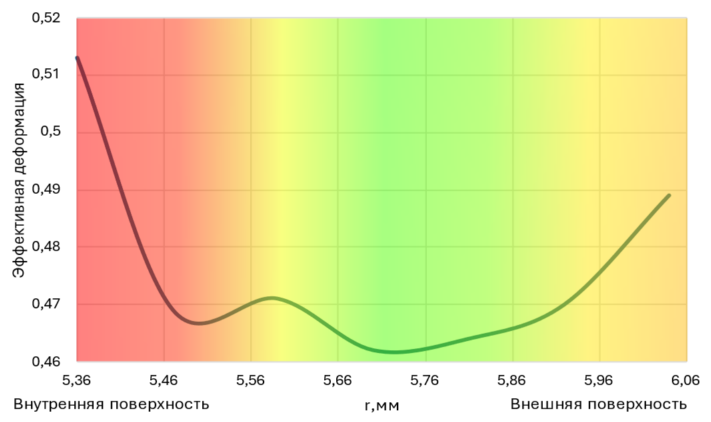 0,52
0,51
0,5
0,49
0,48
0,47
0,46
Эффективная деформация
5,36 5,46 5,56 5,66 5,76 5,86 5,96 6,06
Внутренняя поверхность r,мм Внешняя поверхность